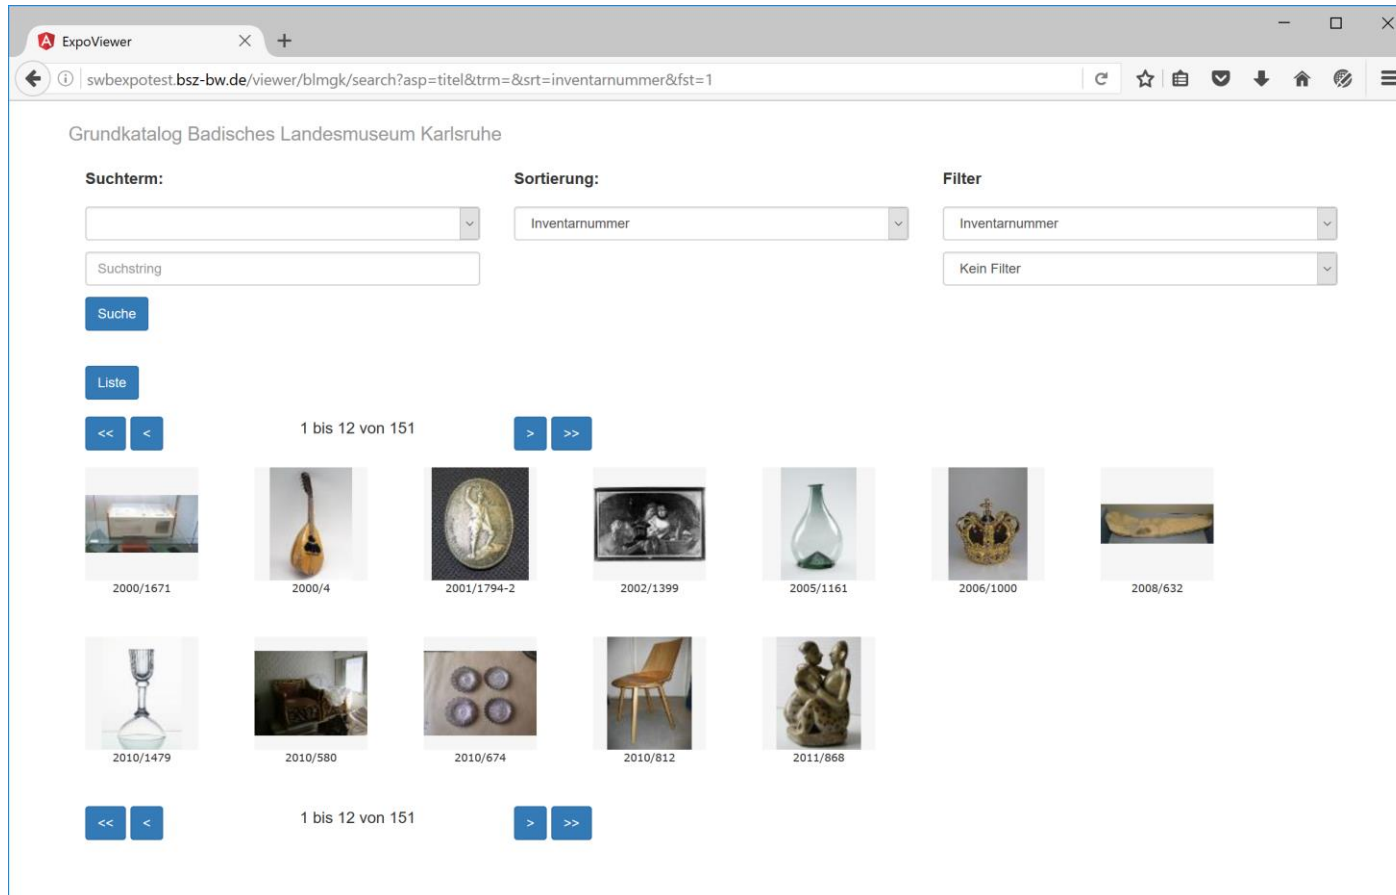 ExpoViewer
swbexpotest.bsz-bw.de/viewer/blmgk/search?asp=titel&trm=&srt=inventarnummer&fst=1
Grundkatalog Badisches Landesmuseum Karlsruhe
Suchterm: Sortierung: Filter
Inventarnummer Inventarnummer
Suchstring Kein Filter
Suche
Liste
<< < 1 bis 12 von 151 > >>
2000/1671 2000/4 2001/1794-2 2002/1399 2005/1161 2006/1000 2008/632
2010/1479 2010/580 2010/674 2010/812 2011/868
<< < 1 bis 12 von 151 > >>